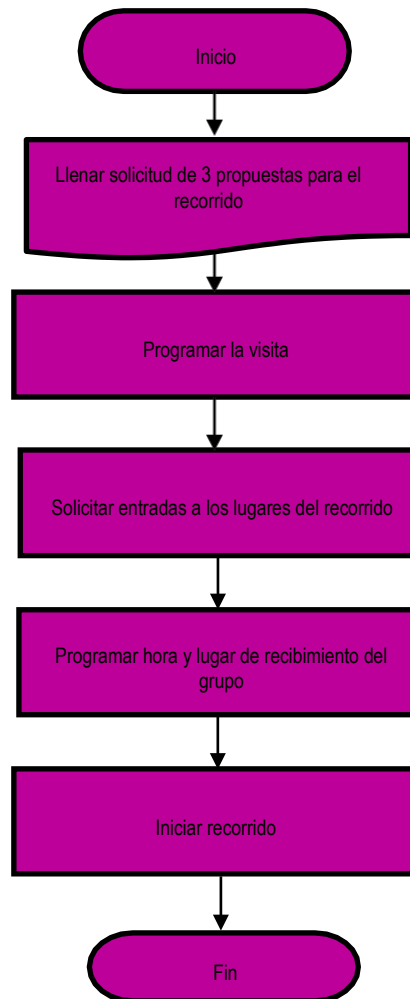 Inicio
Llenar solicitud de 3 propuestas para el
recorrido
Programar la visita
Solicitar entradas a los lugares del recorrido
Programar hora y lugar de recibimiento del
grupo
Iniciar recorrido
Fin